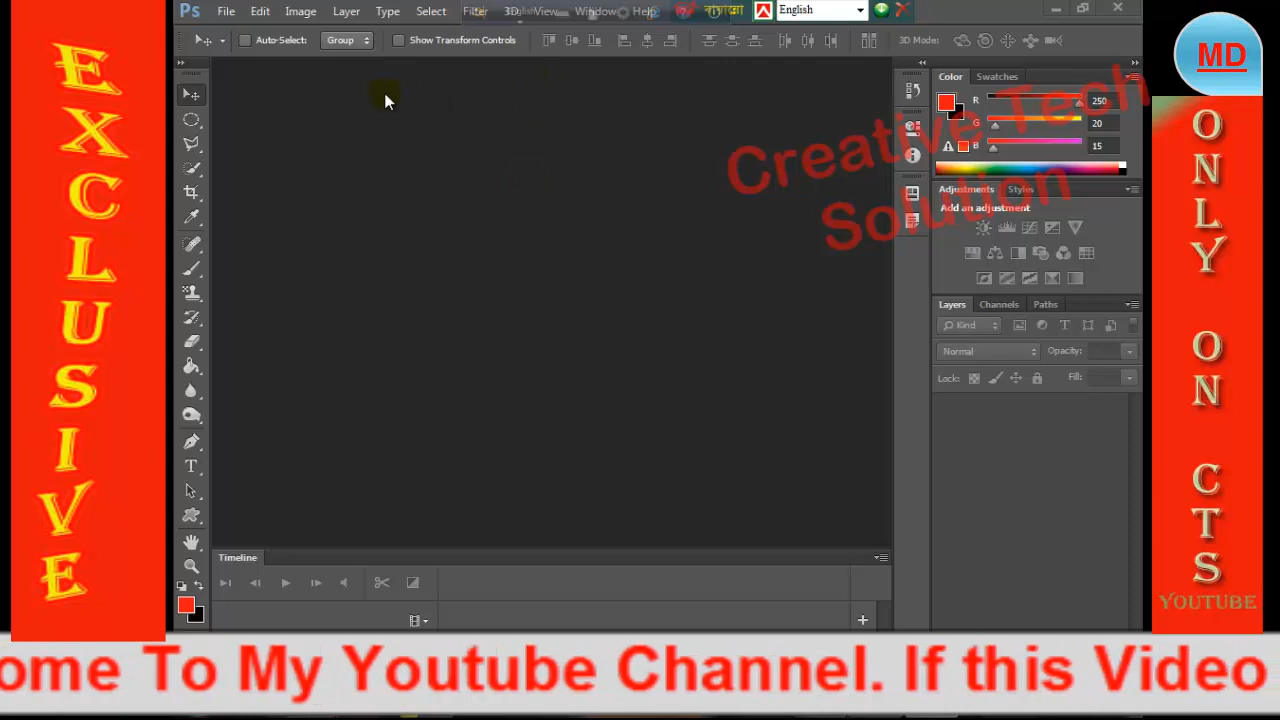 EXCLUSIVE
Ps File Edit Image Layer Type Select Filter 3D View Window Help
English
Auto-Select: Group Show Transform Controls 3D Mode:
MD
Color Swatches
R 250
G 20
B 15
Creative Tech
Solution
Adjustments Styles
Add an adjustment
Layers Channels Paths
Kind
Normal Opacity:
Lock: Fill:
Timeline
ONLY ON CTS
YOUTUBE
ome To My Youtube Channel. If this Video